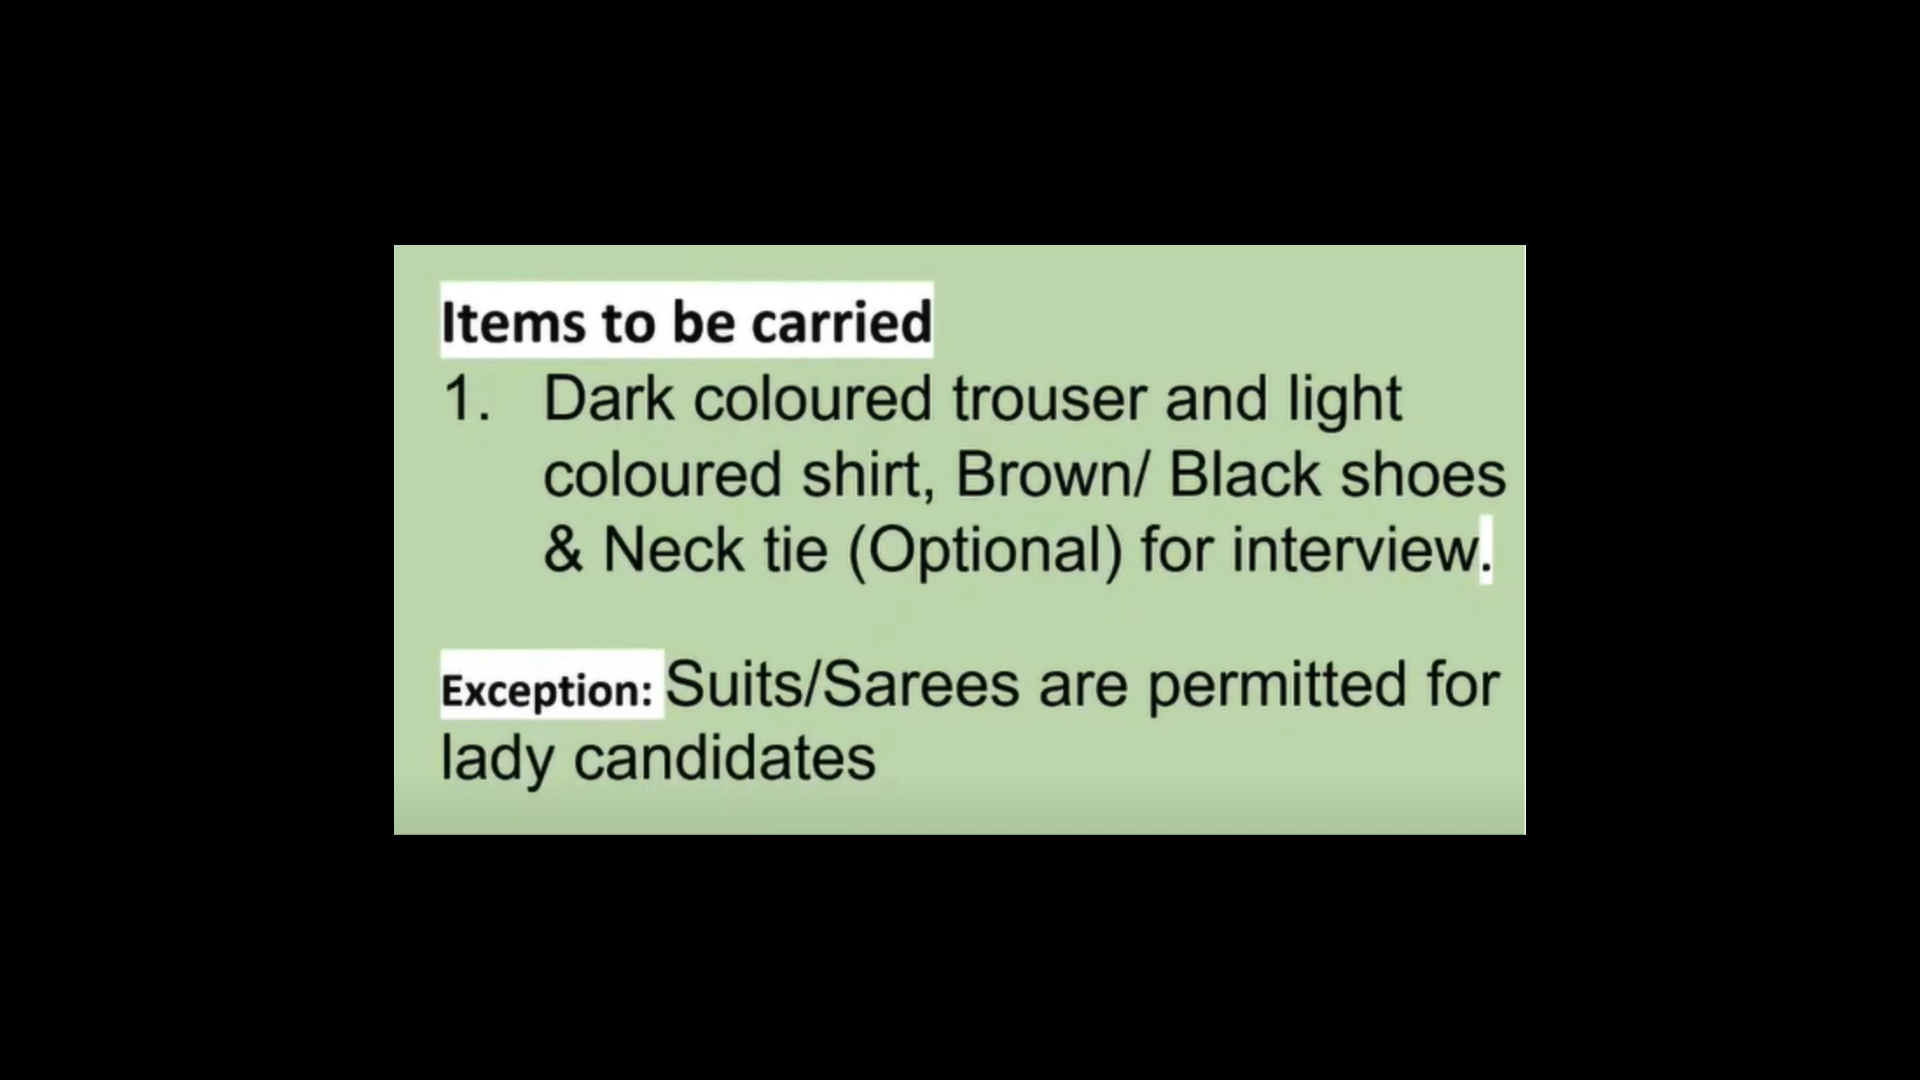 Items to be carried
1. Dark coloured trouser and light
coloured shirt, Brown/ Black shoes
& Neck tie (Optional) for interview.
Exception: Suits/Sarees are permitted for
lady candidates